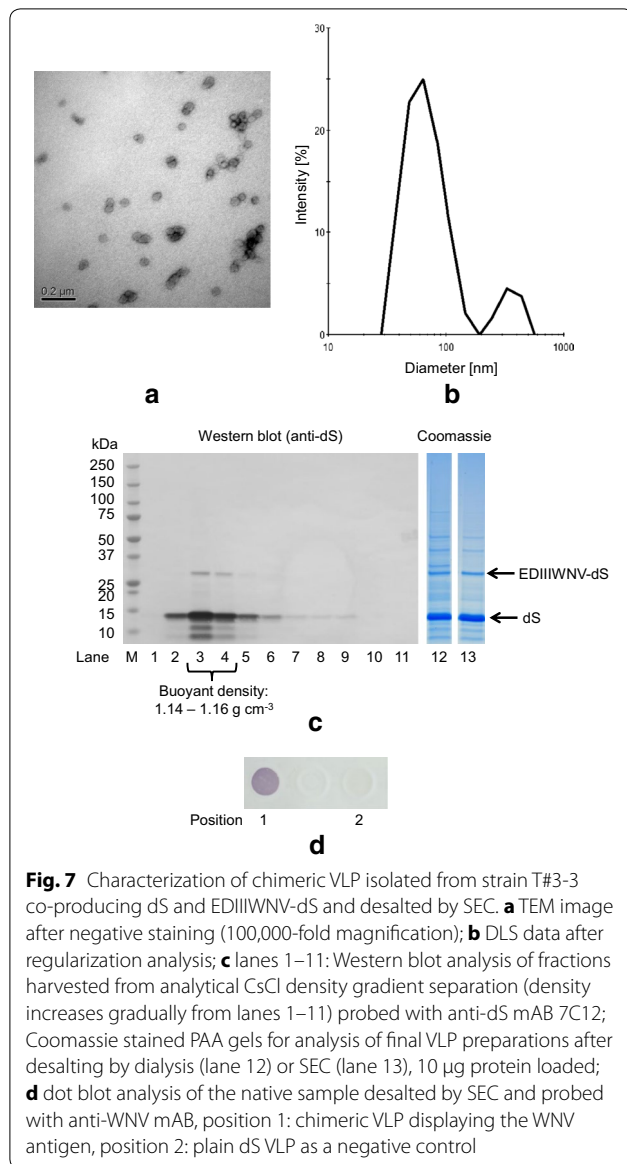 0.2 µm
a
Intensity [%]
30
20
10
0
10
100
1000
Diameter [nm]
b
kDa
Western blot (anti-dS)
Coomassie
250
150
100
75
50
37
25
20
15
10
EDIIIWNV-dS
dS
Lane M 1 2 3 4 5 6 7 8 9 10 11 12 13
Buoyant density:
1.14 – 1.16 g cm-3
c
Position 1 2
d
Fig. 7 Characterization of chimeric VLP isolated from strain T#3-3
co-producing dS and EDIIIWNV-dS and desalted by SEC. a TEM image
after negative staining (100,000-fold magnification); b DLS data after
regularization analysis; c lanes 1–11: Western blot analysis of fractions
harvested from analytical CsCl density gradient separation (density
increases gradually from lanes 1–11) probed with anti-dS mAB 7C12;
Coomassie stained PAA gels for analysis of final VLP preparations after
desalting by dialysis (lane 12) or SEC (lane 13), 10 µg protein loaded;
d dot blot analysis of the native sample desalted by SEC and probed
with anti-WNV mAB, position 1: chimeric VLP displaying the WNV
antigen, position 2: plain dS VLP as a negative control